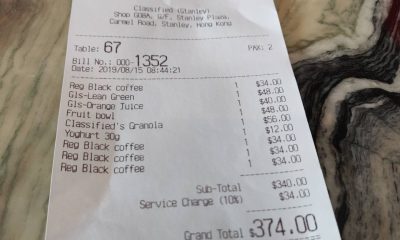 Classified (Stanley)
Shop G08A, G/F, Stanley Plaza,
Carmel Road, Stanley, Hong Kong
Table: 67 PAX: 2
Bill No.: 000-1352
Date: 2019/08/15 08:44:21
Reg Black coffee 1 $34.00
Gls-Lean Green 1 $48.00
Gls-Orange Juice 1 $40.00
Fruit bowl 1 $48.00
Classified's Granola 1 $56.00
Yoghurt 30g 1 $12.00
Reg Black coffee 1 $34.00
Reg Black coffee 1 $34.00
Reg Black coffee 1 $34.00
Sub-Total $340.00
Service Charge (10%) $34.00
Grand Total $374.00